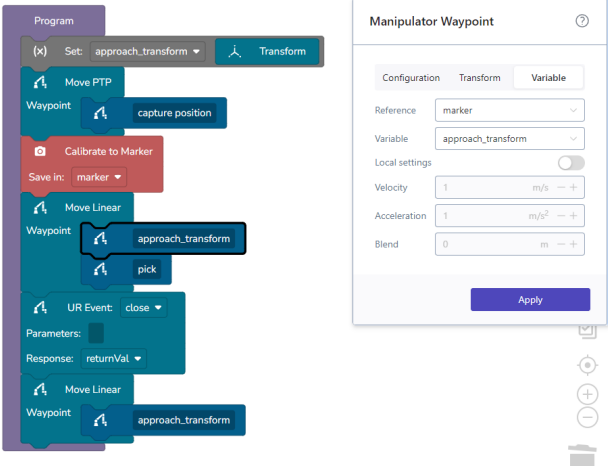 Program
(x) Set: approach_transform Transform
Move PTP
Waypoint
capture position
Calibrate to Marker
Save in: marker
Move Linear
Waypoint
approach_transform
pick
UR Event: close
Parameters:
Response: returnVal
Move Linear
Waypoint
approach_transform
Manipulator Waypoint ?
Configuration Transform Variable
Reference marker
Variable approach_transform
Local settings
Velocity 1 m/s − +
Acceleration 1 m/s² − +
Blend 0 m − +
Apply